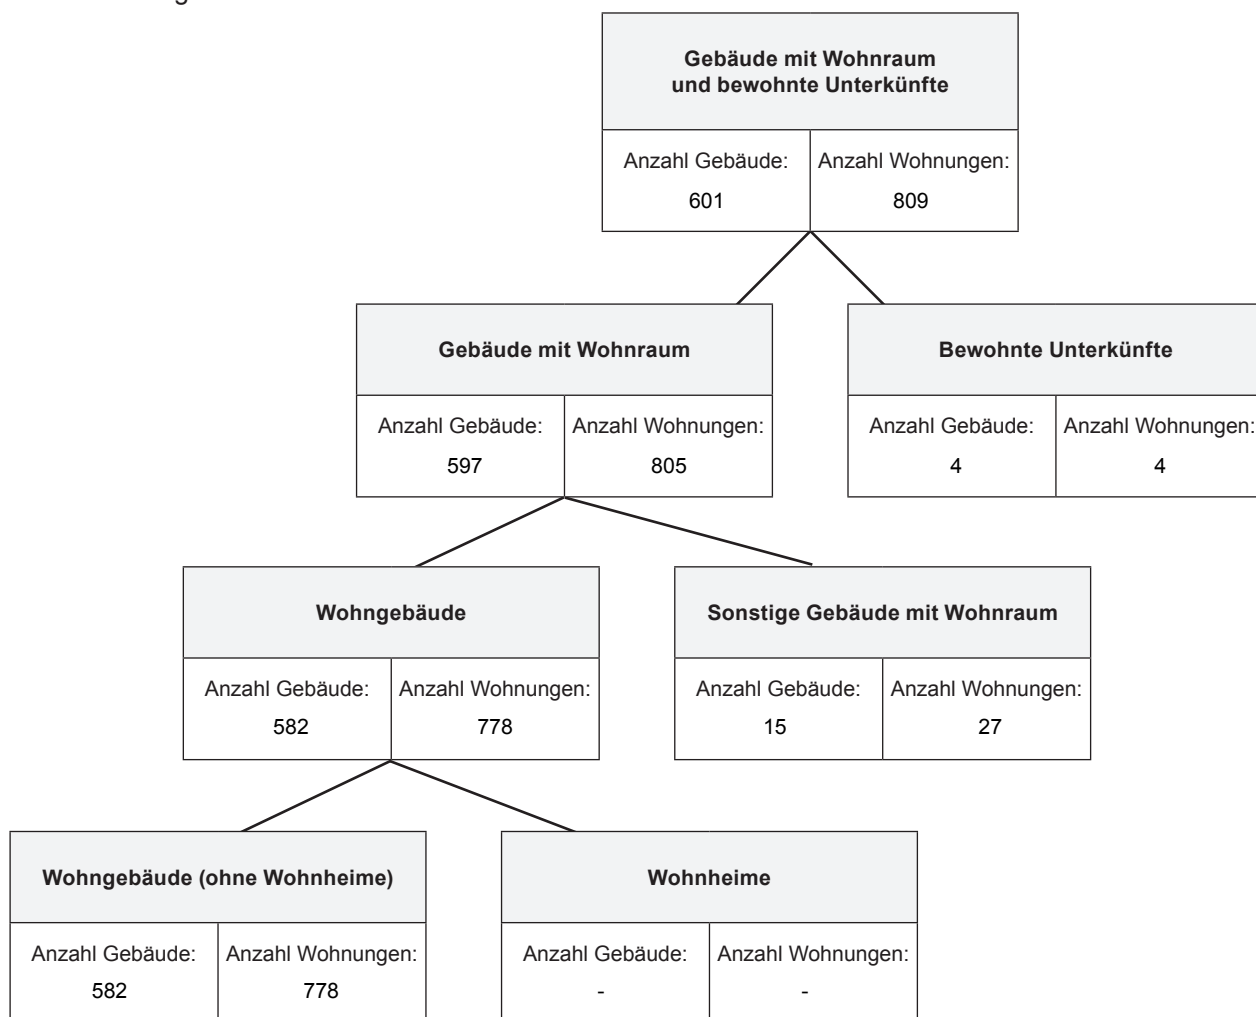 Gebäude mit Wohnraum
und bewohnte Unterkünfte
Anzahl Gebäude: Anzahl Wohnungen:
601 809
Gebäude mit Wohnraum
Anzahl Gebäude: Anzahl Wohnungen:
597 805
Bewohnte Unterkünfte
Anzahl Gebäude: Anzahl Wohnungen:
4 4
Wohngebäude
Anzahl Gebäude: Anzahl Wohnungen:
582 778
Sonstige Gebäude mit Wohnraum
Anzahl Gebäude: Anzahl Wohnungen:
15 27
Wohngebäude (ohne Wohnheime)
Anzahl Gebäude: Anzahl Wohnungen:
582 778
Wohnheime
Anzahl Gebäude: Anzahl Wohnungen:
- -